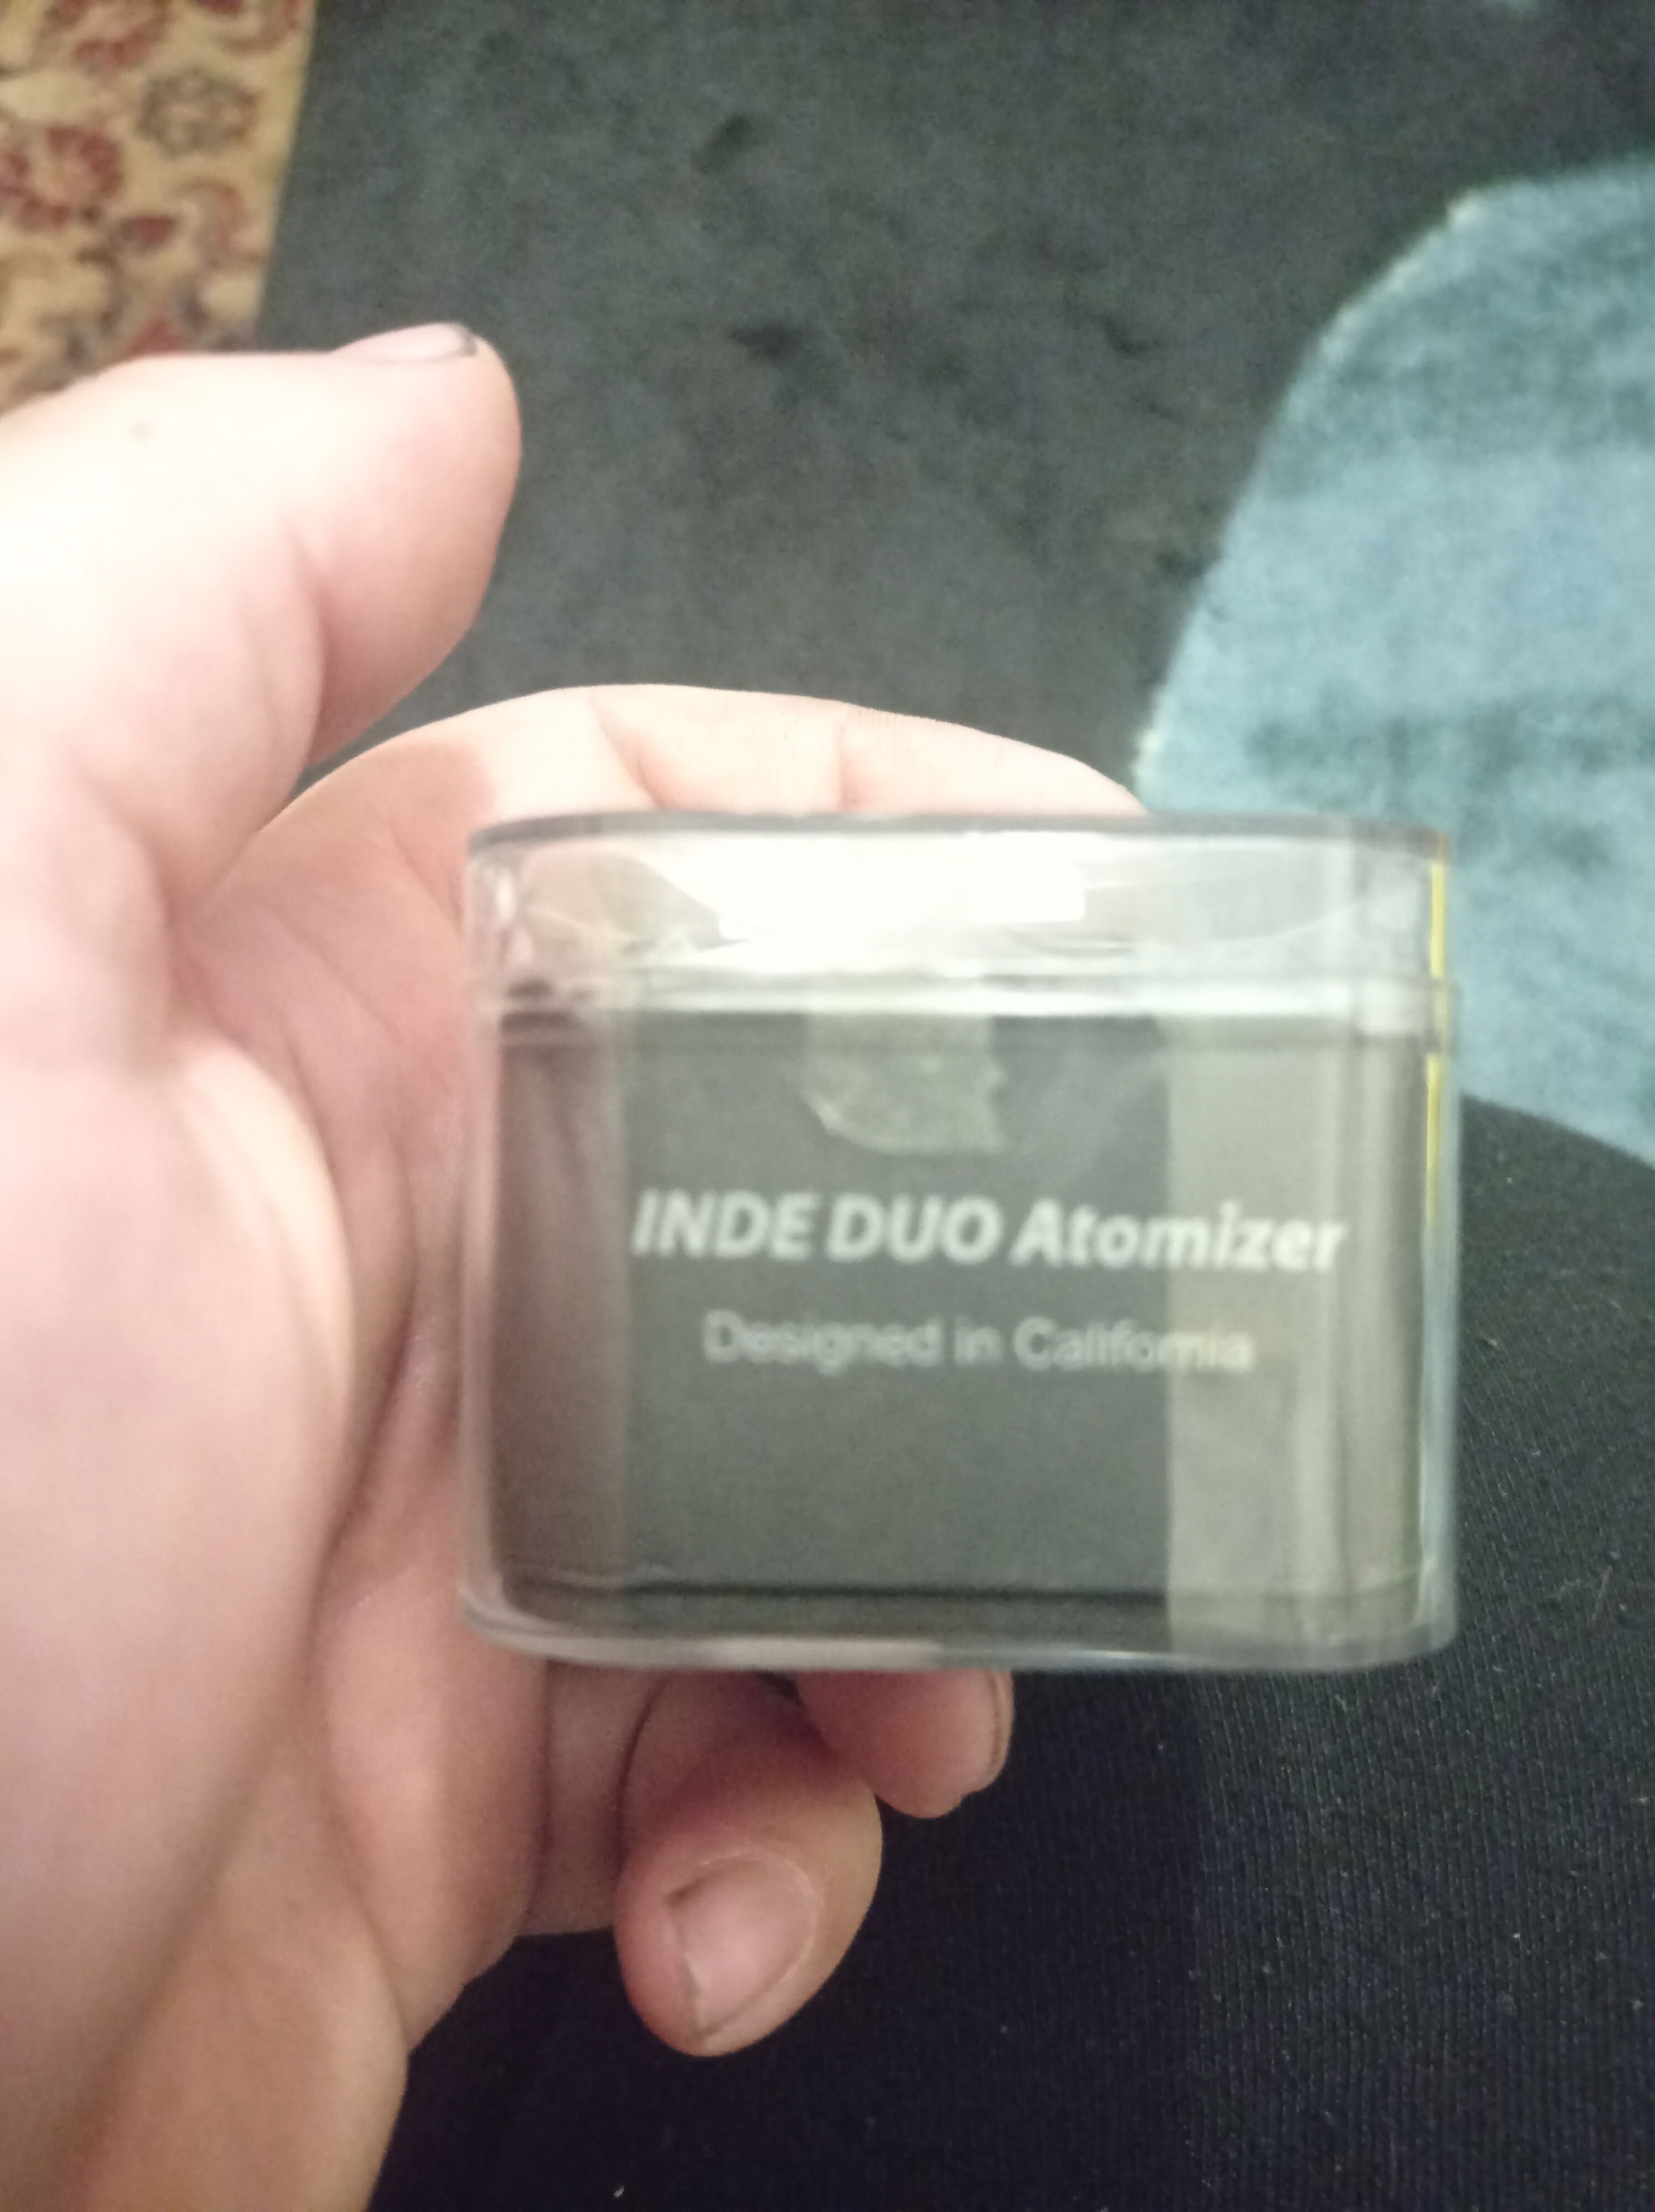 INDE DUO Atomizer
Designed in California